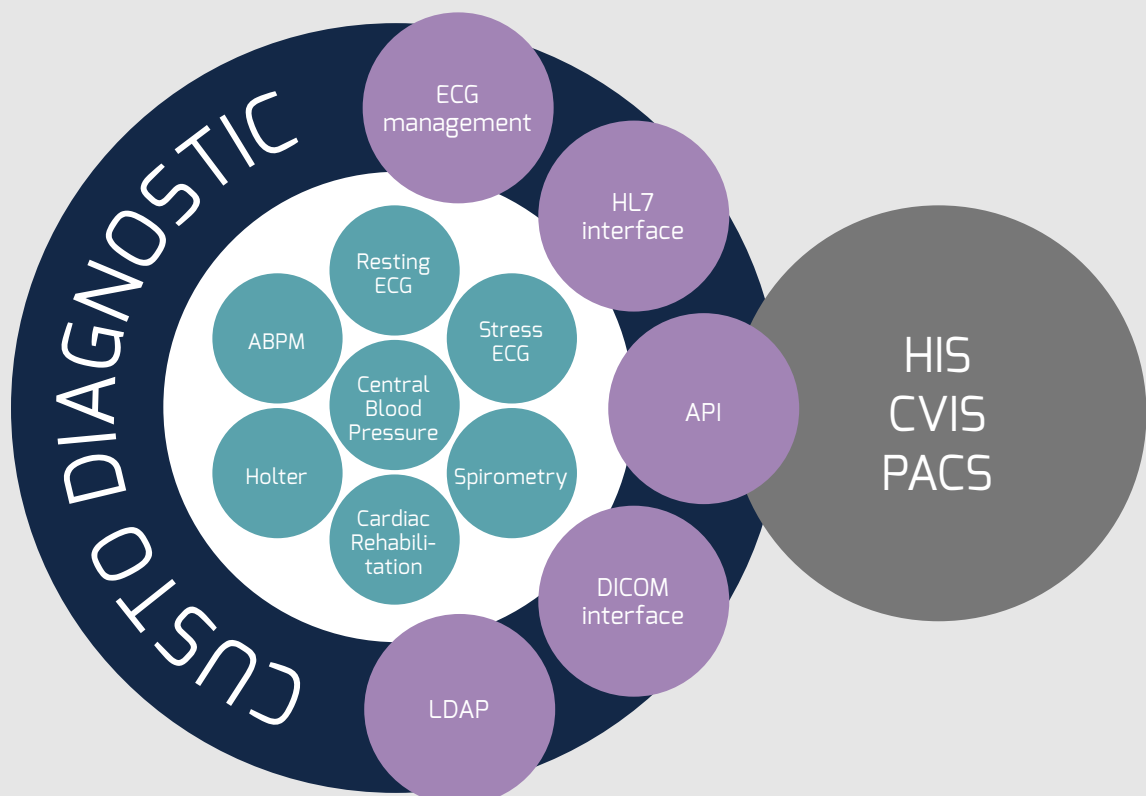 CUSTO DIAGNOSTIC
ECG
management
HL7
interface
API
DICOM
interface
LDAP
Resting
ECG
ABPM
Stress
ECG
Central
Blood
Pressure
Holter
Spirometry
Cardiac
Rehabili-
tation
HIS
CVIS
PACS